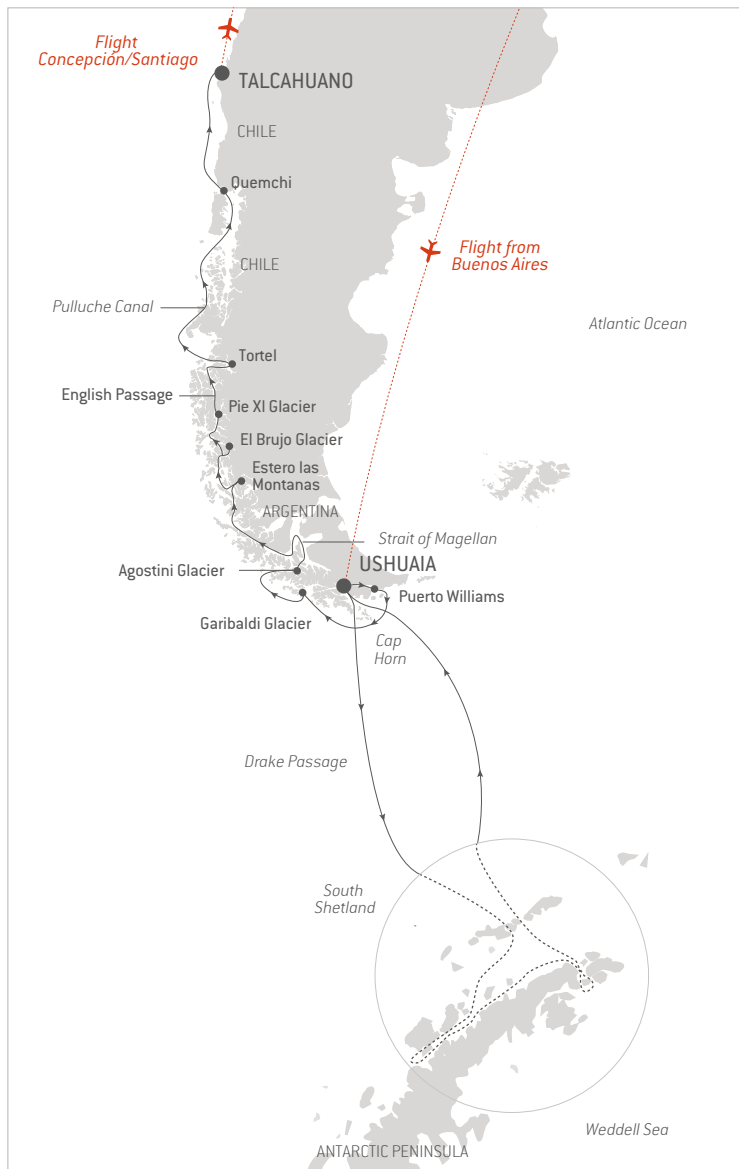 Flight
Concepción/Santiago
TALCAHUANO
CHILE
Quemchi
Flight from
Buenos Aires
CHILE
Pulluche Canal
Atlantic Ocean
Tortel
English Passage
Pie XI Glacier
El Brujo Glacier
Estero las
Montanas
ARGENTINA
Strait of Magellan
USHUAIA
Agostini Glacier
Puerto Williams
Garibaldi Glacier
Cap
Horn
Drake Passage
South
Shetland
Weddell Sea
ANTARCTIC PENINSULA